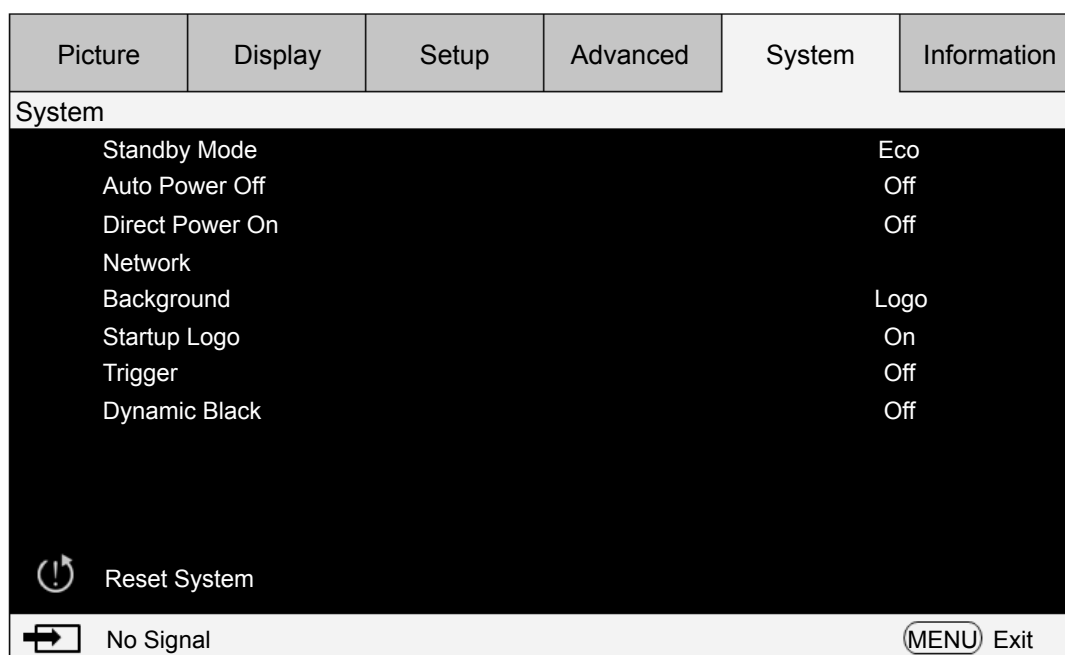 Picture Display Setup Advanced System Information
System
Standby Mode Eco
Auto Power Off Off
Direct Power On Off
Network
Background Logo
Startup Logo On
Trigger Off
Dynamic Black Off
Reset System
No Signal MENU Exit